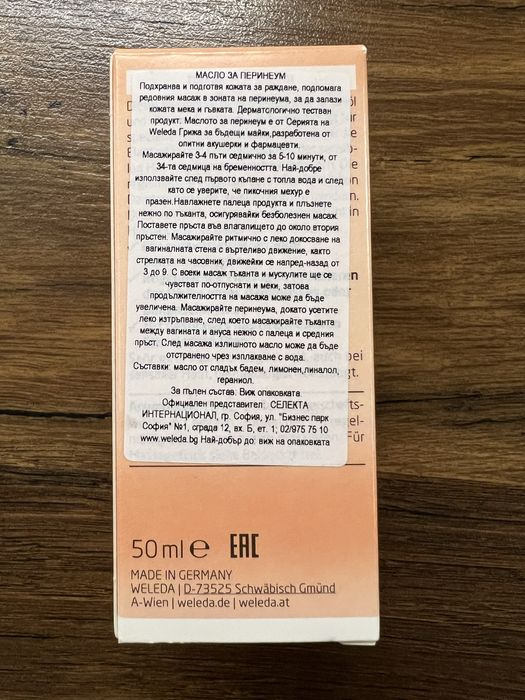 МАСЛО ЗА ПЕРИНЕУМ
Подхранва и подготвя кожата за раждане, подпомага
редовния масаж в зоната на перинеума, за да запази
кожата мека и гъвката. Дерматологично тестван
продукт. Маслото за перинеум е от Серията на
Weleda Грижа за бъдещи майки,разработена от
опитни акушерки и фармацевти.
Масажирайте 3-4 пъти седмично за 5-10 минути, от
34-та седмица на бременността. Най-добре
използвайте след първото къпане с топла вода и след
като се уверите, че пикочния мехур е
празен.Навлажнете палеца продукта и плъзнете
нежно по тъканта, осигурявайки безболезнен масаж.
Поставете пръста във влагалището до около втория
пръстен. Масажирайте ритмично с леко докосване на
вагиналната стена с въртеливо движение, както
стрелката на часовник, движейки се напред-назад от
3 до 9. С всеки масаж тъканта и мускулите ще се
чувстват по-отпуснати и меки, затова
продължителността на масажа може да бъде
увеличена. Масажирайте перинеума, докато усетите
леко изтръпване, след което масажирайте тъканта
между вагината и ануса нежно с палеца и средния
пръст. След масажа излишното масло може да бъде
отстранено чрез изплакване с вода.
Съставки: масло от сладък бадем, лимонен,линалол,
гераниол.
За пълен състав: Виж опаковката.
Официален представител: СЕЛЕКТА
ИНТЕРНАЦИОНАЛ, гр. София, ул. "Бизнес парк
София" №1, сграда 12, вх. Б, ет. 1; 02/975 75 10
www.weleda.bg Най-добър до: виж на опаковката
50 ml e EAC
MADE IN GERMANY
WELEDA | D-73525 Schwäbisch Gmünd
A-Wien | weleda.de | weleda.at